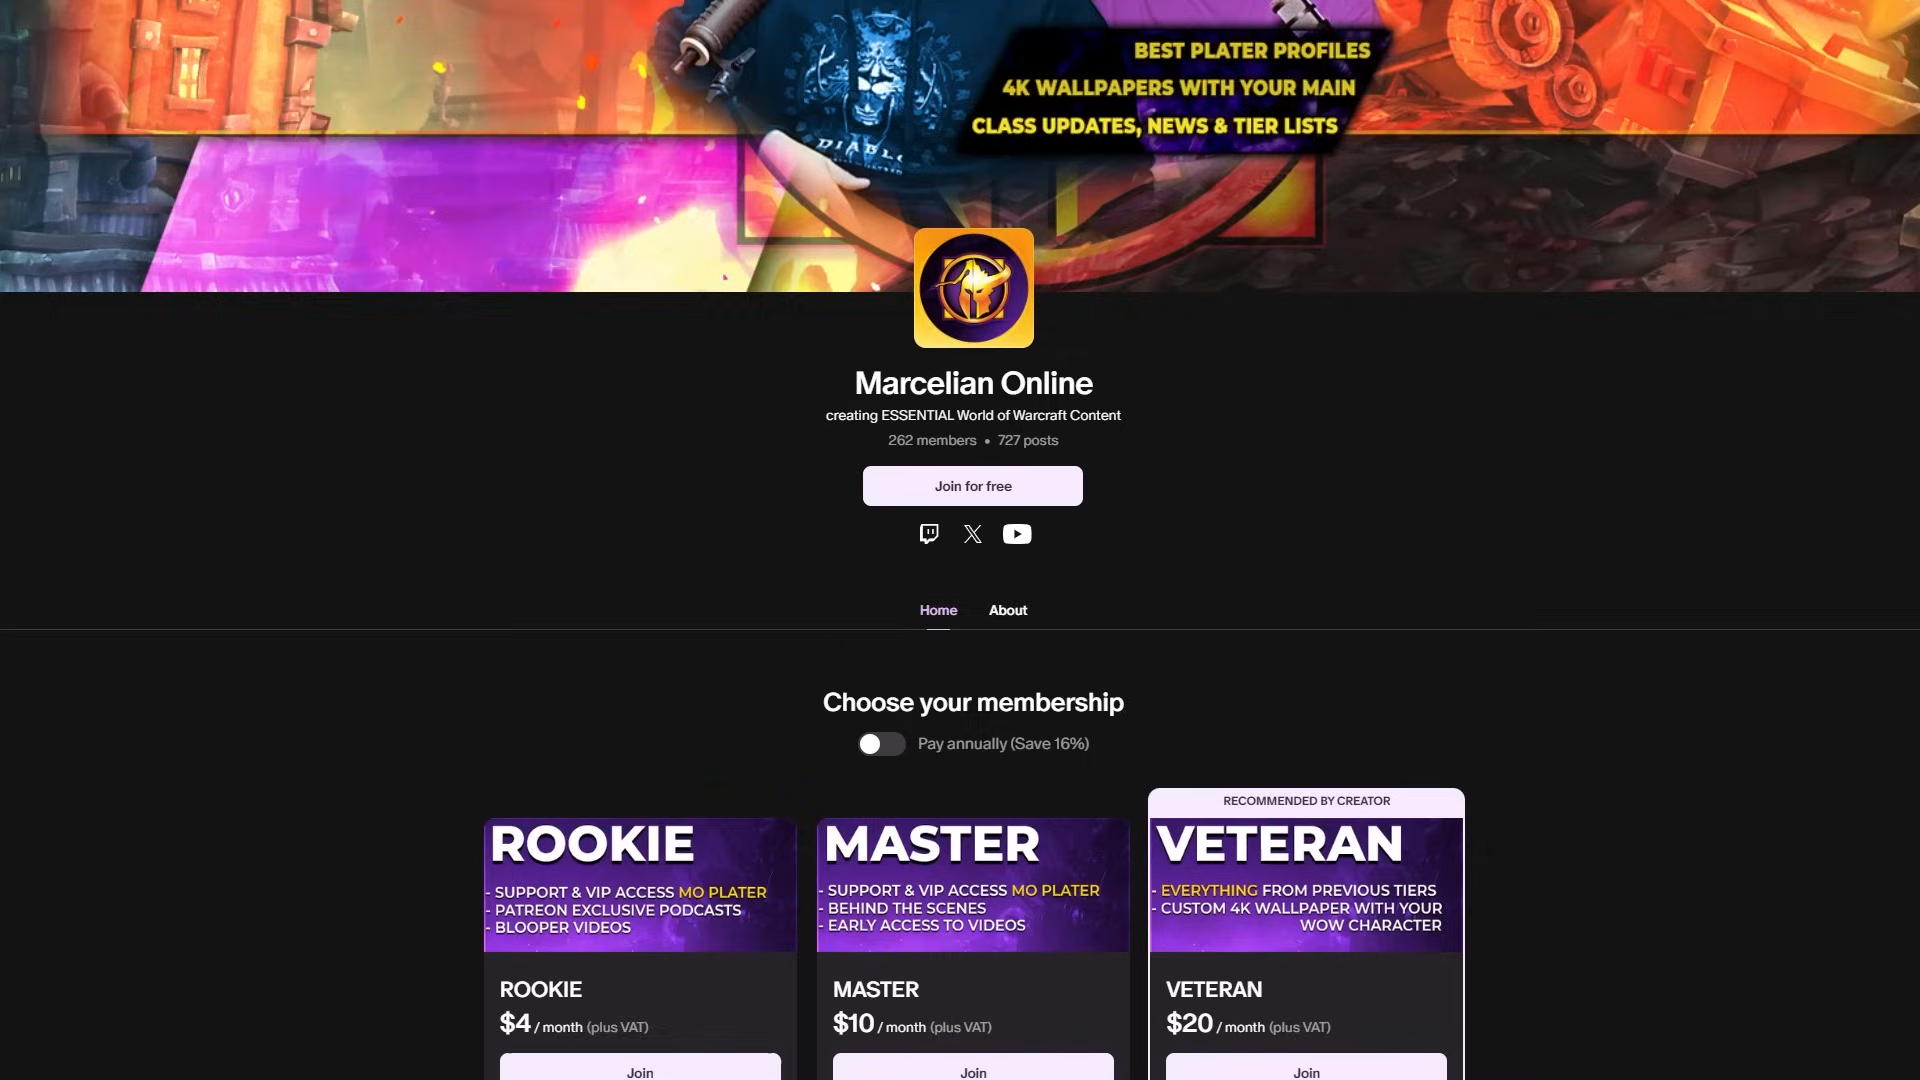 BEST PLATER PROFILES
4K WALLPAPERS WITH YOUR MAIN
CLASS UPDATES, NEWS & TIER LISTS
DIABL
Marcelian Online
creating ESSENTIAL World of Warcraft Content
262 members • 727 posts
Join for free
Home About
Choose your membership
Pay annually (Save 16%)
RECOMMENDED BY CREATOR
ROOKIE
- SUPPORT & VIP ACCESS MO PLATER
- PATREON EXCLUSIVE PODCASTS
- BLOOPER VIDEOS
ROOKIE
$4 / month (plus VAT)
Join
MASTER
- SUPPORT & VIP ACCESS MO PLATER
- BEHIND THE SCENES
- EARLY ACCESS TO VIDEOS
MASTER
$10 / month (plus VAT)
Join
VETERAN
- EVERYTHING FROM PREVIOUS TIERS
- CUSTOM 4K WALLPAPER WITH YOUR
WOW CHARACTER
VETERAN
$20 / month (plus VAT)
Join